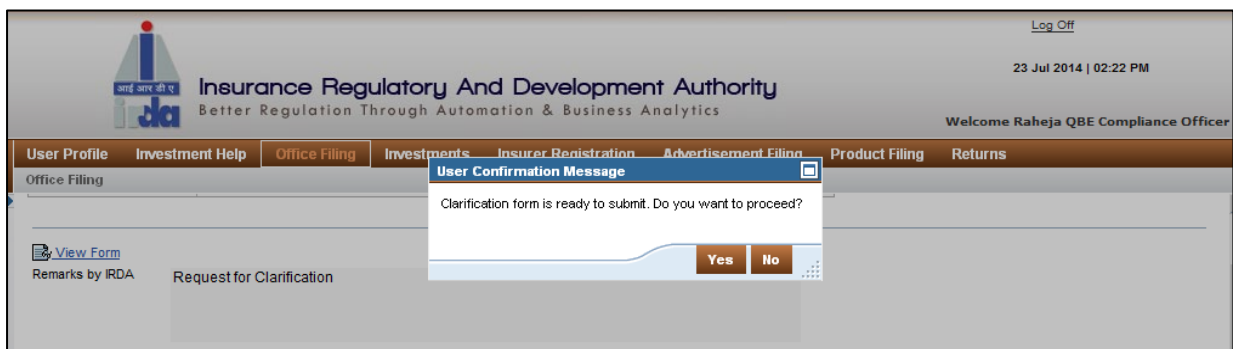 Log Off
23 Jul 2014 | 02:22 PM
आई आर डी ए
irda
Insurance Regulatory And Development Authority
Better Regulation Through Automation & Business Analytics
Welcome Raheja QBE Compliance Officer
User Profile Investment Help Office Filing Investments Insurer Registration Advertisement Filing Product Filing Returns
Office Filing
User Confirmation Message
Clarification form is ready to submit. Do you want to proceed?
Yes No
View Form
Remarks by IRDA Request for Clarification